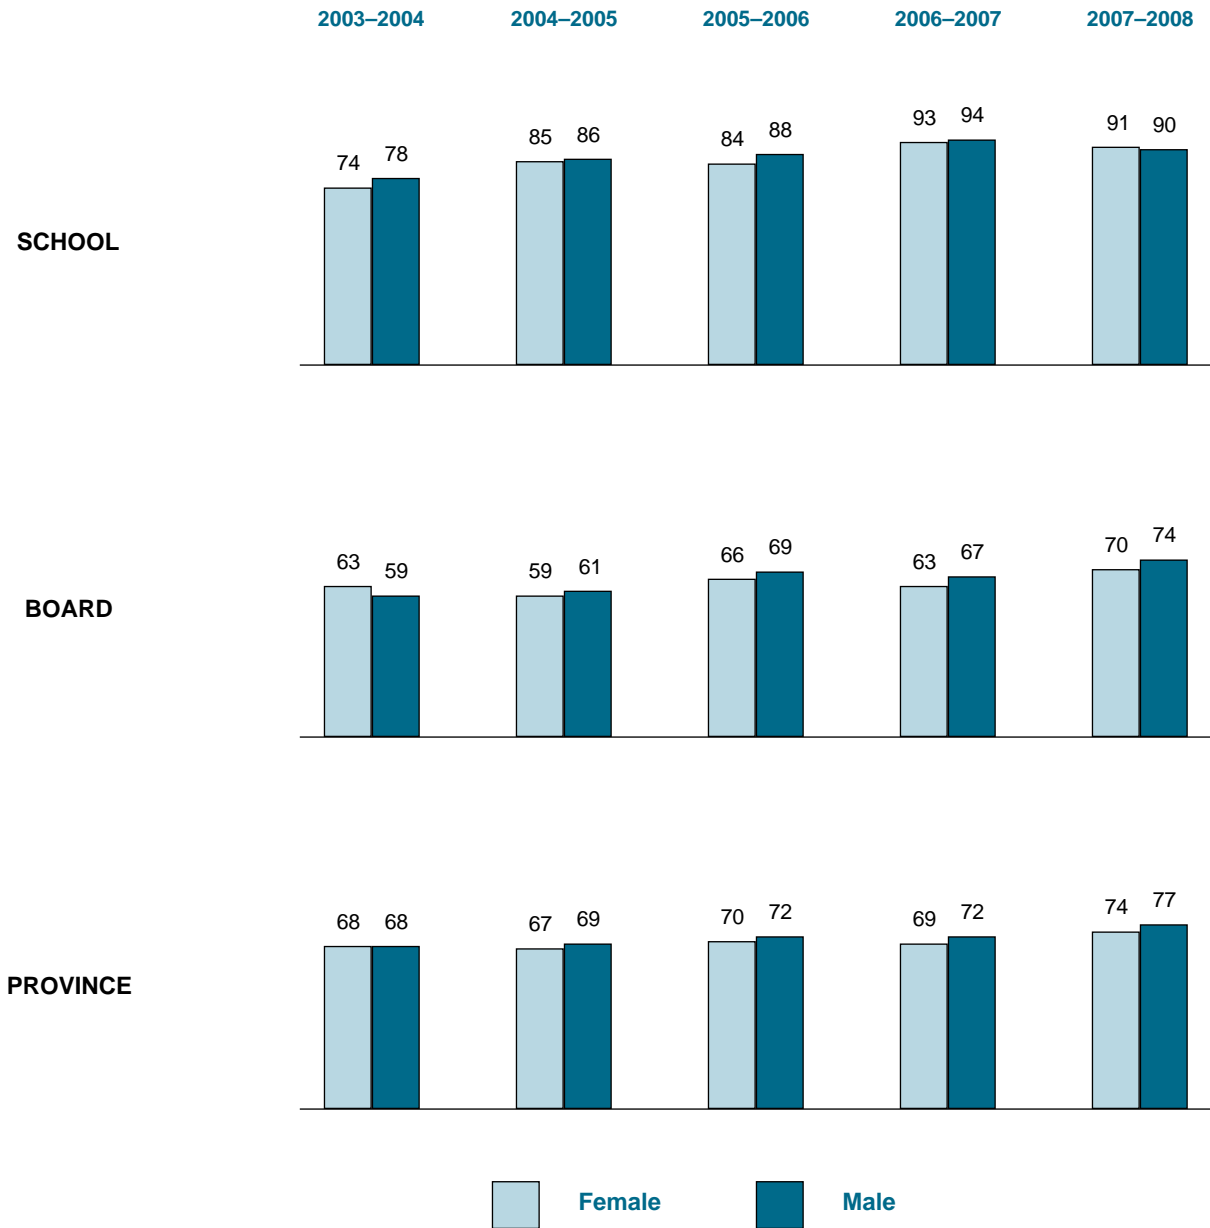 2003–2004 2004–2005 2005–2006 2006–2007 2007–2008
74 78 85 86 84 88 93 94 91 90
SCHOOL
63 59 59 61 66 69 63 67 70 74
BOARD
68 68 67 69 70 72 69 72 74 77
PROVINCE
Female Male